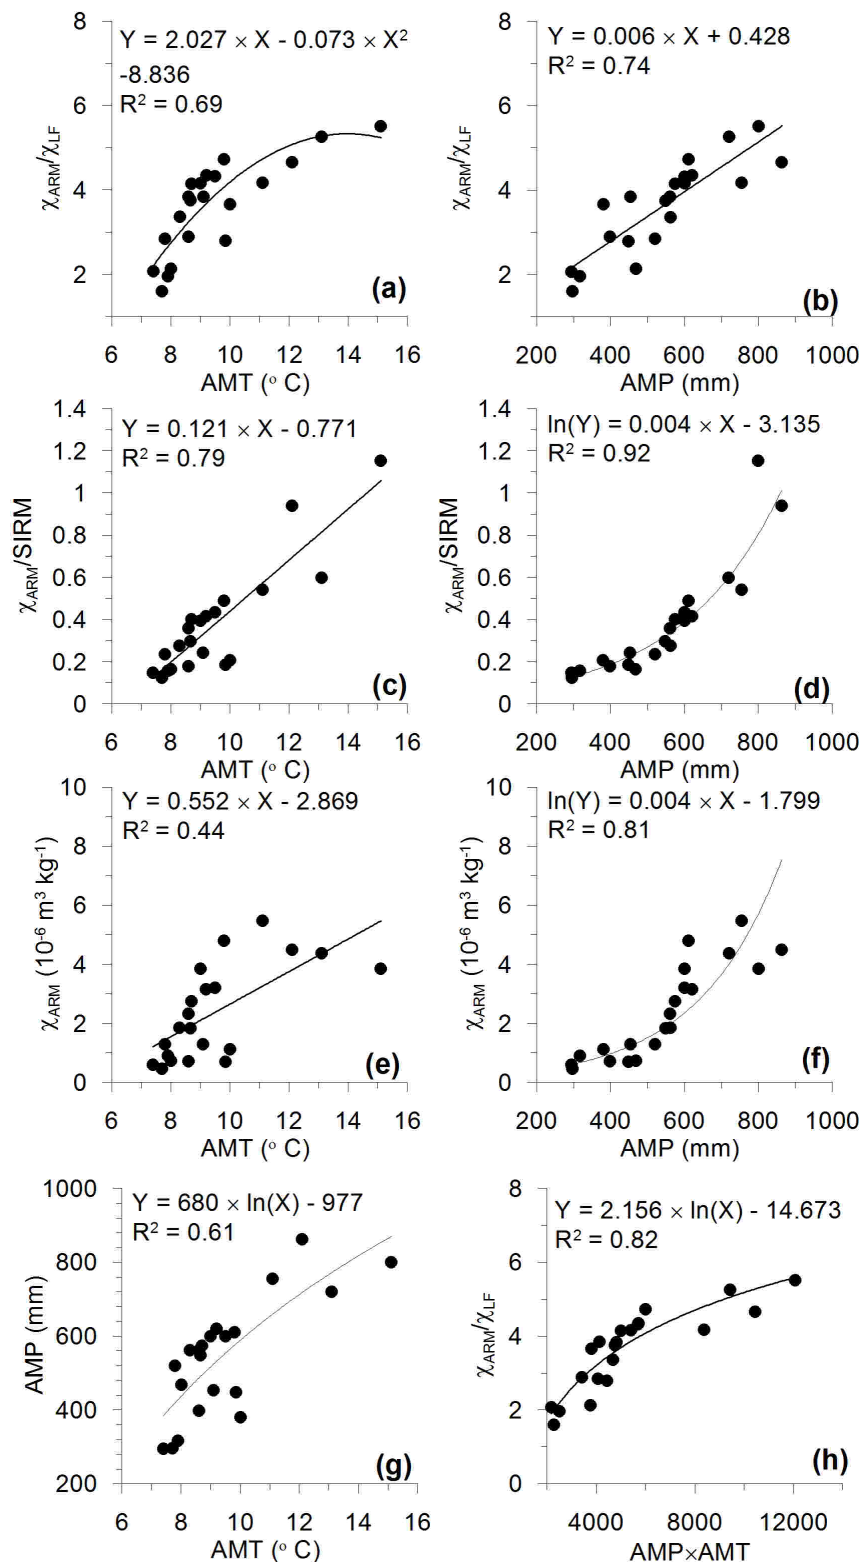 8
Y = 2.027 × X - 0.073 × X²
-8.836
R² = 0.69
6
4
2
χARM/χLF
(a)
6 8 10 12 14 16
AMT (° C)
8
Y = 0.006 × X + 0.428
R² = 0.74
6
4
2
χARM/χLF
(b)
200 400 600 800 1000
AMP (mm)
1.4
Y = 0.121 × X - 0.771
R² = 0.79
1.2
1
0.8
0.6
0.4
0.2
0
χARM/SIRM
(c)
6 8 10 12 14 16
AMT (° C)
1.4
ln(Y) = 0.004 × X - 3.135
R² = 0.92
1.2
1
0.8
0.6
0.4
0.2
0
χARM/SIRM
(d)
200 400 600 800 1000
AMP (mm)
10
Y = 0.552 × X - 2.869
R² = 0.44
8
6
4
2
0
χARM (10⁻⁶ m³ kg⁻¹)
(e)
6 8 10 12 14 16
AMT (° C)
10
ln(Y) = 0.004 × X - 1.799
R² = 0.81
8
6
4
2
0
χARM (10⁻⁶ m³ kg⁻¹)
(f)
200 400 600 800 1000
AMP (mm)
1000
Y = 680 × ln(X) - 977
R² = 0.61
800
600
400
200
AMP (mm)
(g)
6 8 10 12 14 16
AMT (° C)
8
Y = 2.156 × ln(X) - 14.673
R² = 0.82
6
4
2
0
χARM/χLF
(h)
4000 8000 12000
AMP×AMT